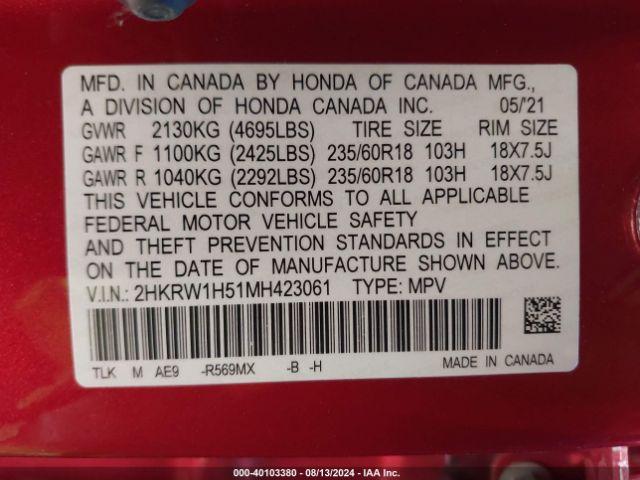 MFD. IN CANADA BY HONDA OF CANADA MFG.,
A DIVISION OF HONDA CANADA INC. 05/'21
GVWR 2130KG (4695LBS) TIRE SIZE RIM SIZE
GAWR F 1100KG (2425LBS) 235/60R18 103H 18X7.5J
GAWR R 1040KG (2292LBS) 235/60R18 103H 18X7.5J
THIS VEHICLE CONFORMS TO ALL APPLICABLE
FEDERAL MOTOR VEHICLE SAFETY
AND THEFT PREVENTION STANDARDS IN EFFECT
ON THE DATE OF MANUFACTURE SHOWN ABOVE.
V.I.N.: 2HKRW1H51MH423061 TYPE: MPV
TLK M AE9 -R569MX -B -H MADE IN CANADA
000-40103380 - 08/13/2024 - IAA Inc.